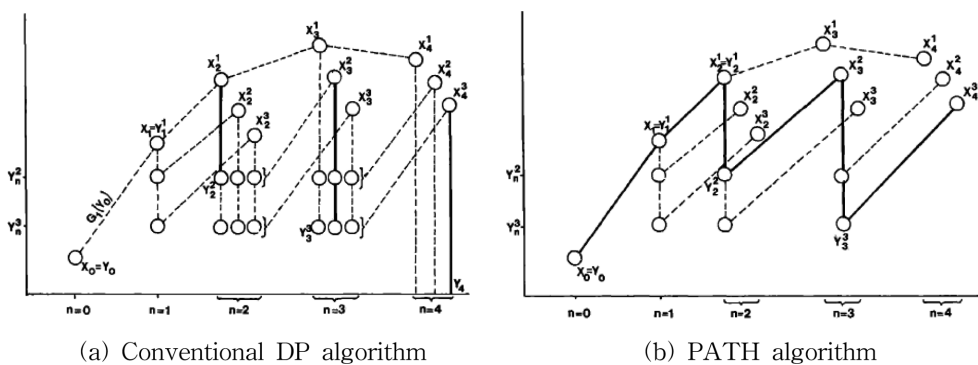 X₃¹
X₂¹
X₄¹
X₃²
X₄²
X₂²
X₃³
X₄³
X₁=Y₁¹
X₂³
Yₙ²
Y₂²
G₁(Y₀)
Yₙ³
Y₃³
X₀=Y₀
Y₄
n=0 n=1 n=2 n=3 n=4
(a) Conventional DP algorithm
X₃¹
X₂¹=Y₂¹
X₄¹
X₃²
X₄²
X₂²
X₃³
X₄³
X₁=Y₁¹
X₂³
Yₙ²
Y₂²
Yₙ³
Y₃³
X₀=Y₀
n=0 n=1 n=2 n=3 n=4
(b) PATH algorithm